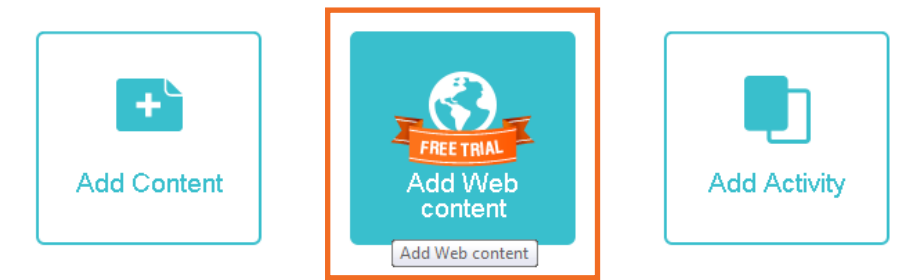 Add Content
FREE TRIAL
Add Web
content
Add Web content
Add Activity